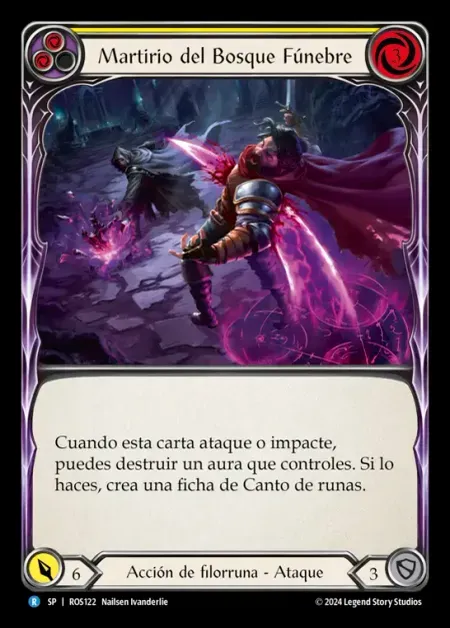 Martirio del Bosque Fúnebre
3
Cuando esta carta ataque o impacte,
puedes destruir un aura que controles. Si lo
haces, crea una ficha de Canto de runas.
6
Acción de filorruna - Ataque
3
R SP | ROS122 Nailsen Ivanderlie
© 2024 Legend Story Studios